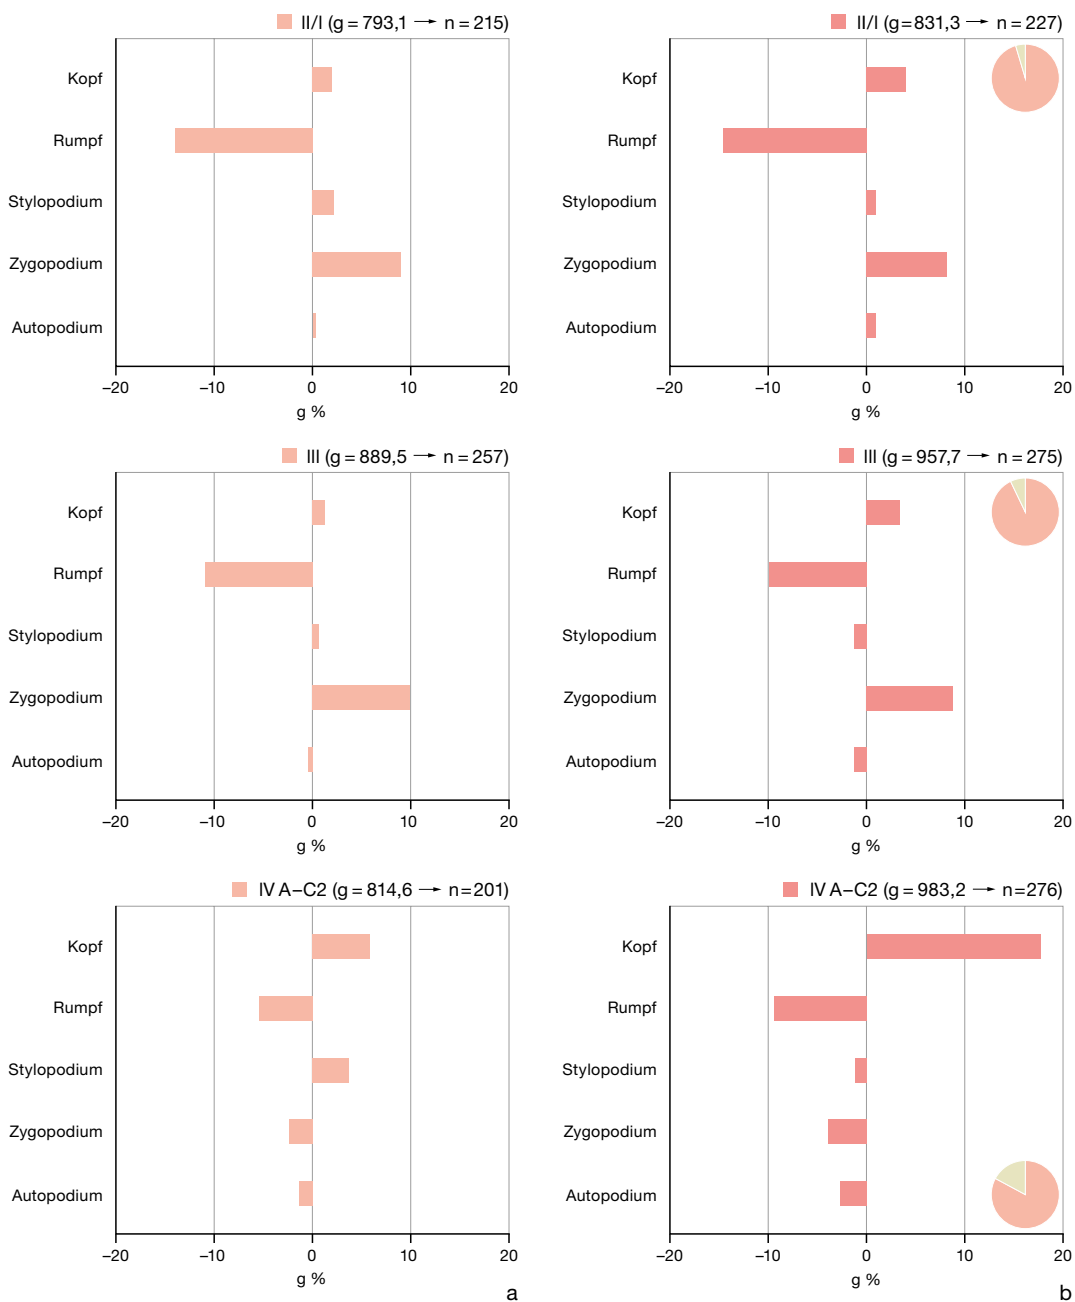 II/I (g = 793,1 → n = 215)
Kopf
Rumpf
Stylopodium
Zygopodium
Autopodium
−20 −10 0 10 20
g %
II/I (g = 831,3 → n = 227)
Kopf
Rumpf
Stylopodium
Zygopodium
Autopodium
−20 −10 0 10 20
g %
III (g = 889,5 → n = 257)
Kopf
Rumpf
Stylopodium
Zygopodium
Autopodium
−20 −10 0 10 20
g %
III (g = 957,7 → n = 275)
Kopf
Rumpf
Stylopodium
Zygopodium
Autopodium
−20 −10 0 10 20
g %
IV A–C2 (g = 814,6 → n=201)
Kopf
Rumpf
Stylopodium
Zygopodium
Autopodium
−20 −10 0 10 20
g %
a
IV A–C2 (g = 983,2 → n=276)
Kopf
Rumpf
Stylopodium
Zygopodium
Autopodium
−20 −10 0 10 20
g %
b